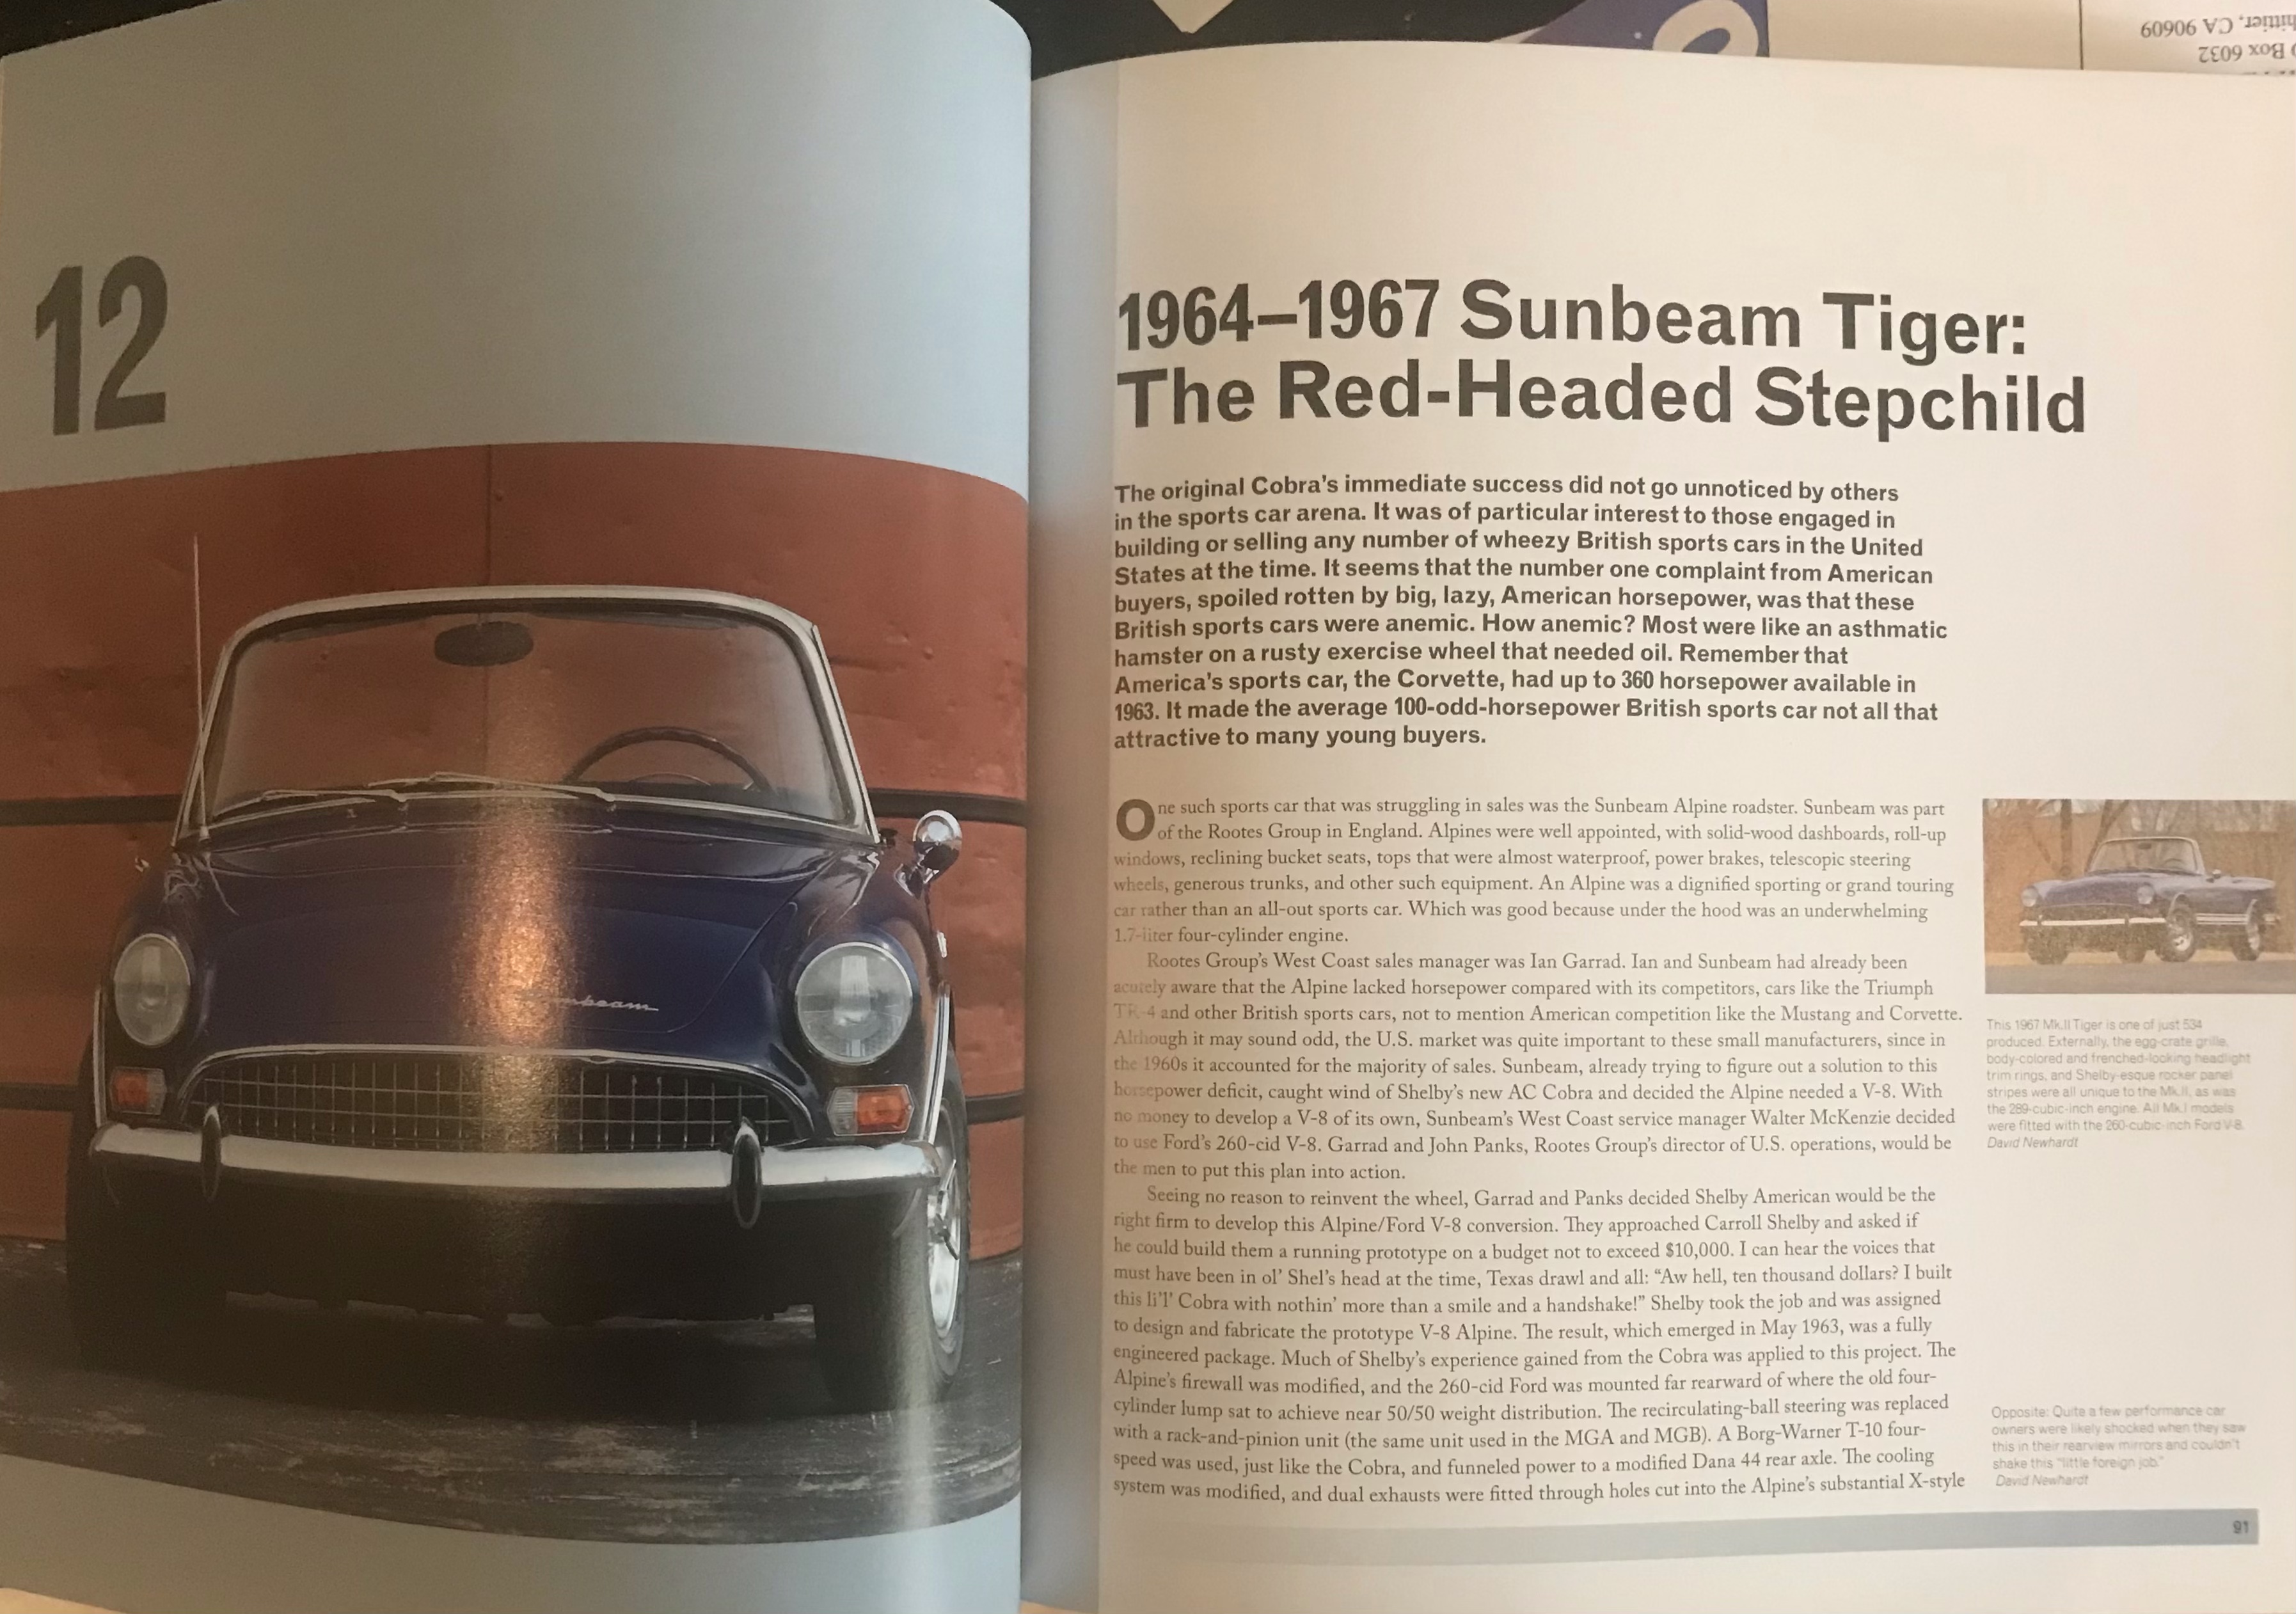 12
Sunbeam
1964–1967 Sunbeam Tiger:
The Red-Headed Stepchild
The original Cobra's immediate success did not go unnoticed by others
in the sports car arena. It was of particular interest to those engaged in
building or selling any number of wheezy British sports cars in the United
States at the time. It seems that the number one complaint from American
buyers, spoiled rotten by big, lazy, American horsepower, was that these
British sports cars were anemic. How anemic? Most were like an asthmatic
hamster on a rusty exercise wheel that needed oil. Remember that
America's sports car, the Corvette, had up to 360 horsepower available in
1963. It made the average 100-odd-horsepower British sports car not all that
attractive to many young buyers.
One such sports car that was struggling in sales was the Sunbeam Alpine roadster. Sunbeam was part
of the Rootes Group in England. Alpines were well appointed, with solid-wood dashboards, roll-up
windows, reclining bucket seats, tops that were almost waterproof, power brakes, telescopic steering
wheels, generous trunks, and other such equipment. An Alpine was a dignified sporting or grand touring
car rather than an all-out sports car. Which was good because under the hood was an underwhelming
1.7-liter four-cylinder engine.
Rootes Group's West Coast sales manager was Ian Garrad. Ian and Sunbeam had already been
acutely aware that the Alpine lacked horsepower compared with its competitors, cars like the Triumph
TR-4 and other British sports cars, not to mention American competition like the Mustang and Corvette.
Although it may sound odd, the U.S. market was quite important to these small manufacturers, since in
the 1960s it accounted for the majority of sales. Sunbeam, already trying to figure out a solution to this
horsepower deficit, caught wind of Shelby's new AC Cobra and decided the Alpine needed a V-8. With
no money to develop a V-8 of its own, Sunbeam's West Coast service manager Walter McKenzie decided
to use Ford's 260-cid V-8. Garrad and John Panks, Rootes Group's director of U.S. operations, would be
the men to put this plan into action.
Seeing no reason to reinvent the wheel, Garrad and Panks decided Shelby American would be the
right firm to develop this Alpine/Ford V-8 conversion. They approached Carroll Shelby and asked if
he could build them a running prototype on a budget not to exceed $10,000. I can hear the voices that
must have been in ol' Shel's head at the time, Texas drawl and all: "Aw hell, ten thousand dollars? I built
this li'l' Cobra with nothin' more than a smile and a handshake!" Shelby took the job and was assigned
to design and fabricate the prototype V-8 Alpine. The result, which emerged in May 1963, was a fully
engineered package. Much of Shelby's experience gained from the Cobra was applied to this project. The
Alpine's firewall was modified, and the 260-cid Ford was mounted far rearward of where the old four-
cylinder lump sat to achieve near 50/50 weight distribution. The recirculating-ball steering was replaced
with a rack-and-pinion unit (the same unit used in the MGA and MGB). A Borg-Warner T-10 four-
speed was used, just like the Cobra, and funneled power to a modified Dana 44 rear axle. The cooling
system was modified, and dual exhausts were fitted through holes cut into the Alpine's substantial X-style
This 1967 Mk.II Tiger is one of just 534
produced. Externally, the egg-crate grille,
body-colored and frenched-looking headlight
trim rings, and Shelby-esque rocker panel
stripes were all unique to the Mk.II, as was
the 289-cubic-inch engine. All Mk.I models
were fitted with the 260-cubic-inch Ford V-8.
David Newhardt
Opposite: Quite a few performance car
owners were likely shocked when they saw
this in their rearview mirrors and couldn't
shake this "little foreign job."
David Newhardt
91
Box 6032
hittier, CA 90609